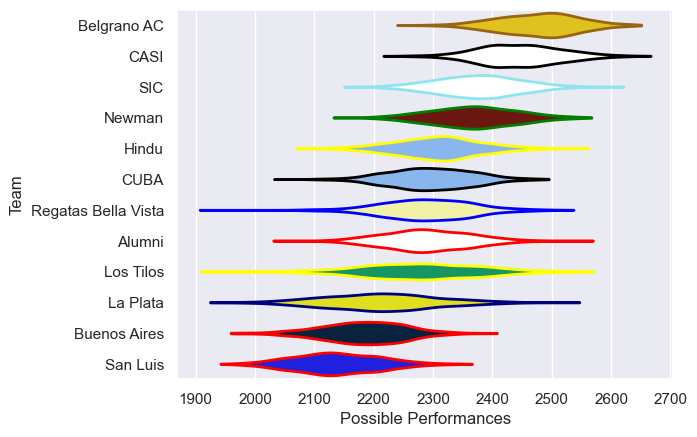 Belgrano AC
CASI
SIC
Newman
Hindu
CUBA
Regatas Bella Vista
Alumni
Los Tilos
La Plata
Buenos Aires
San Luis
Team
1900 2000 2100 2200 2300 2400 2500 2600 2700
Possible Performances